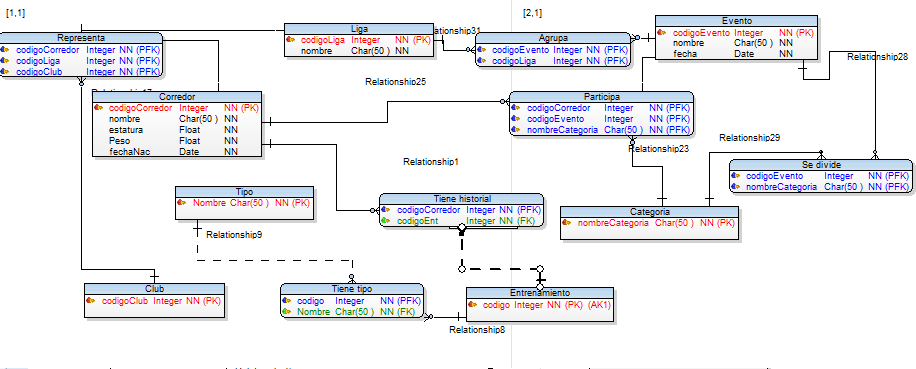 [1,1]
[2,1]
Representa
codigoCorredor Integer NN (PFK)
codigoLiga Integer NN (PFK)
codigoClub Integer NN (PFK)
Liga
codigoLiga Integer NN (PK)
nombre Char(50 ) NN
Agrupa
codigoEvento Integer NN (PFK)
codigoLiga Integer NN (PFK)
Evento
codigoEvento Integer NN (PK)
nombre Char(50 ) NN
fecha Date NN
Relationship28
Relationship25
Corredor
codigoCorredor Integer NN (PK)
nombre Char(50 ) NN
estatura Float NN
Peso Float NN
fechaNac Date NN
Participa
codigoCorredor Integer NN (PFK)
codigoEvento Integer NN (PFK)
nombreCategoria Char(50 ) NN (PFK)
Relationship29
Relationship23
Relationship1
Se divide
codigoEvento Integer NN (PFK)
nombreCategoria Char(50 ) NN (PFK)
Tipo
Nombre Char(50 ) NN (PK)
Tiene historial
codigoCorredor Integer NN (PFK)
codigoEnt Integer NN (FK)
Categoria
nombreCategoria Char(50 ) NN (PK)
Relationship9
Club
codigoClub Integer NN (PK)
Tiene tipo
codigo Integer NN (PFK)
Nombre Char(50 ) NN (FK)
Entrenamiento
codigo Integer NN (PK) (AK1)
Relationship8